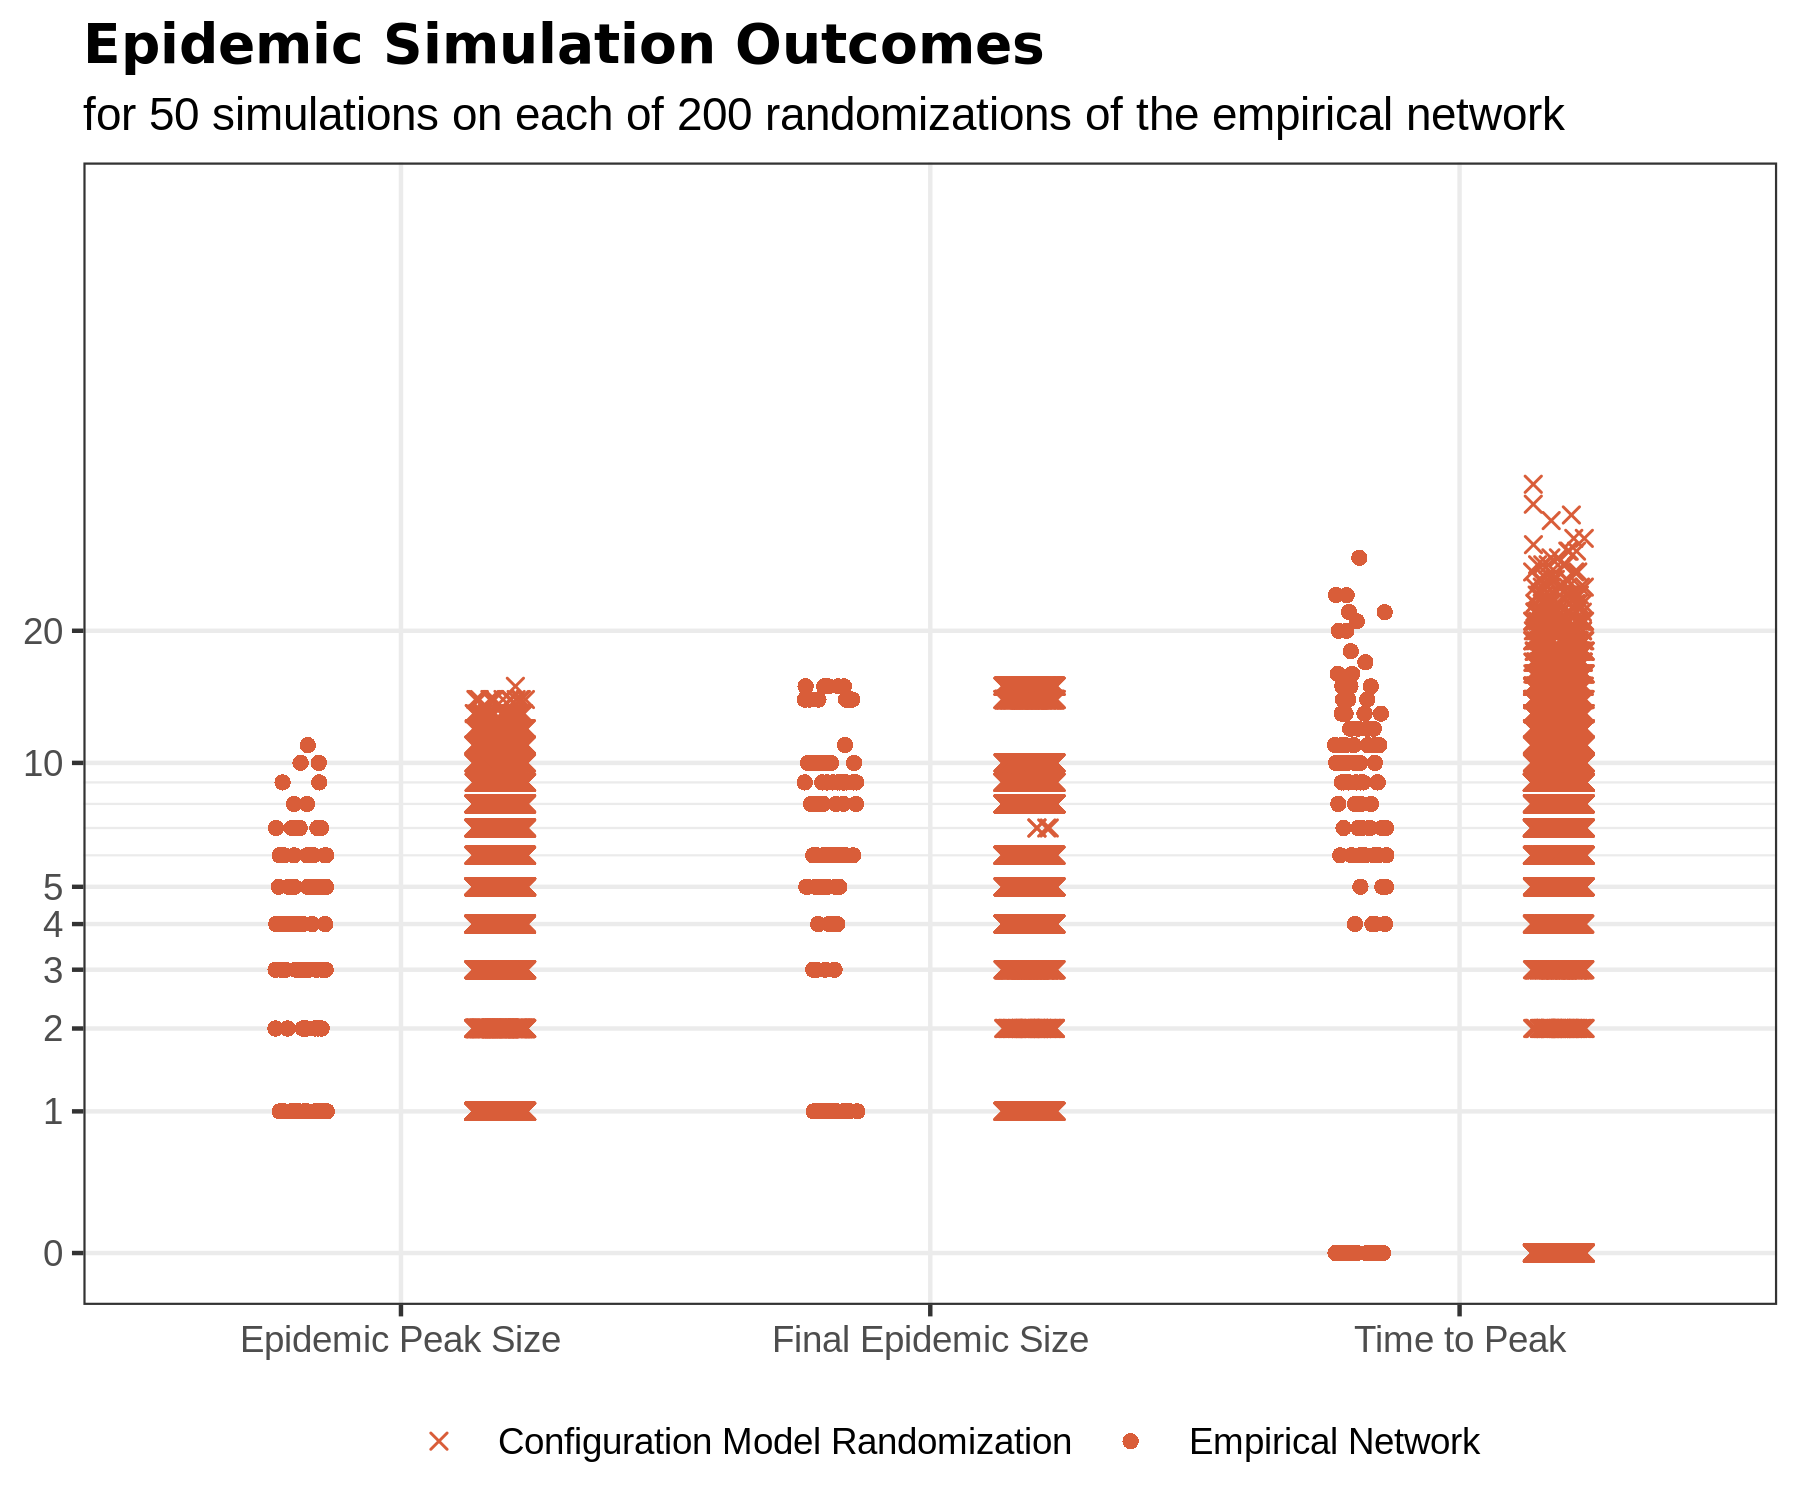 Epidemic Simulation Outcomes
for 50 simulations on each of 200 randomizations of the empirical network
20
10
5
4
3
2
1
0
Epidemic Peak Size
Final Epidemic Size
Time to Peak
Configuration Model Randomization
Empirical Network